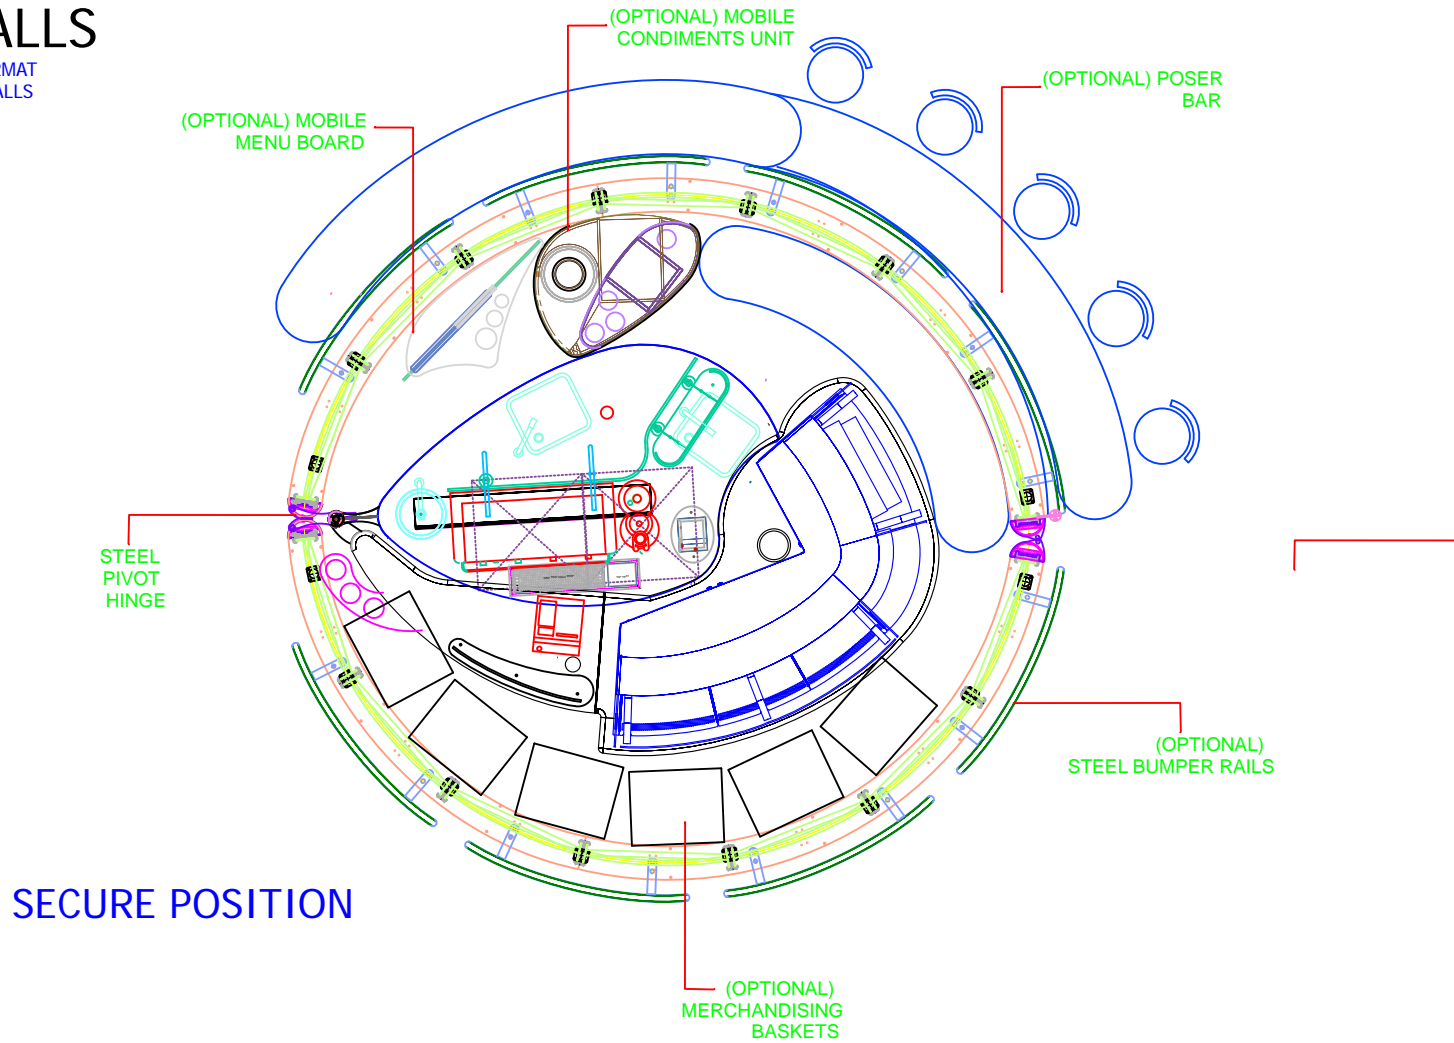 ALLS
RMAT
ALLS
(OPTIONAL) MOBILE
CONDIMENTS UNIT
(OPTIONAL) POSER
BAR
(OPTIONAL) MOBILE
MENU BOARD
STEEL
PIVOT
HINGE
(OPTIONAL)
STEEL BUMPER RAILS
SECURE POSITION
(OPTIONAL)
MERCHANDISING
BASKETS